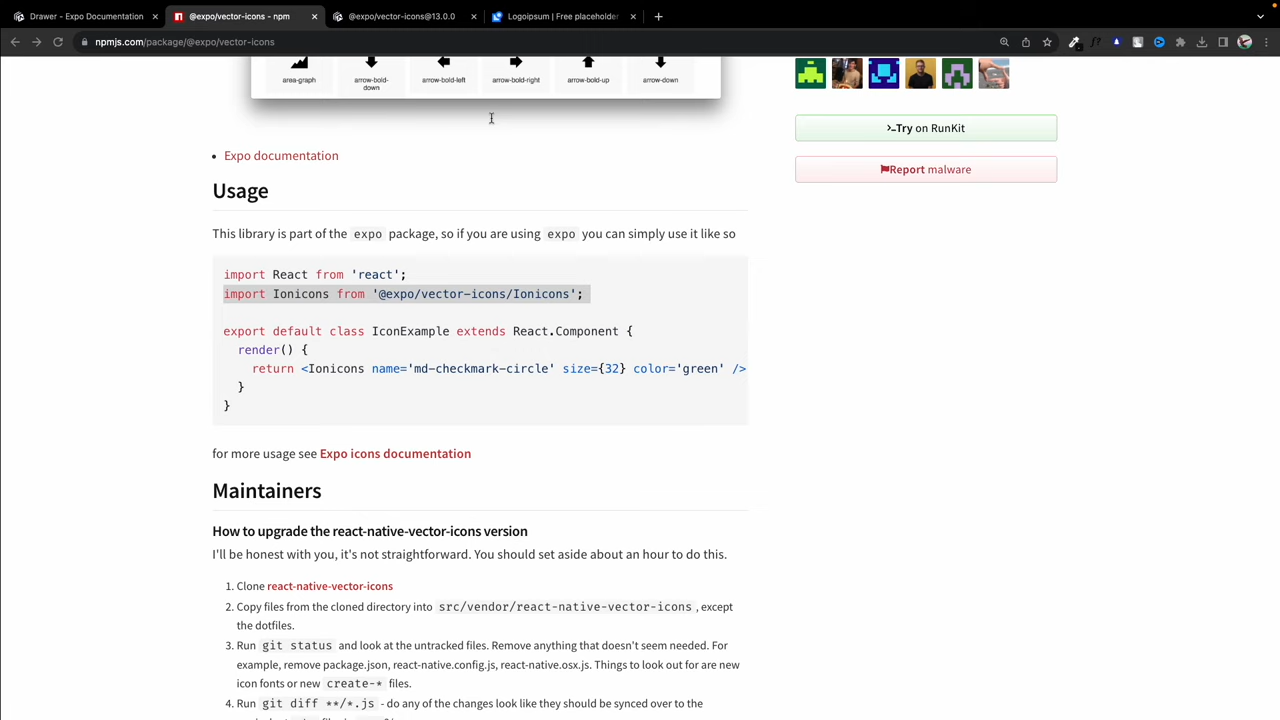 Drawer - Expo Documentation
@expo/vector-icons - npm
@expo/vector-icons@13.0.0
Logoipsum | Free placeholder
npmjs.com/package/@expo/vector-icons
area-graph
arrow-bold-
down
arrow-bold-left
arrow-bold-right
arrow-bold-up
arrow-down
Expo documentation
Usage
This library is part of the expo package, so if you are using expo you can simply use it like so
import React from 'react';
import Ionicons from '@expo/vector-icons/Ionicons';
export default class IconExample extends React.Component {
render() {
return <Ionicons name='md-checkmark-circle' size={32} color='green' />
}
}
for more usage see Expo icons documentation
Maintainers
How to upgrade the react-native-vector-icons version
I'll be honest with you, it's not straightforward. You should set aside about an hour to do this.
1. Clone react-native-vector-icons
2. Copy files from the cloned directory into src/vendor/react-native-vector-icons , except
the dotfiles.
3. Run git status and look at the untracked files. Remove anything that doesn't seem needed. For
example, remove package.json, react-native.config.js, react-native.osx.js. Things to look out for are new
icon fonts or new create-* files.
4. Run git diff **/*.js - do any of the changes look like they should be synced over to the
Try on RunKit
Report malware